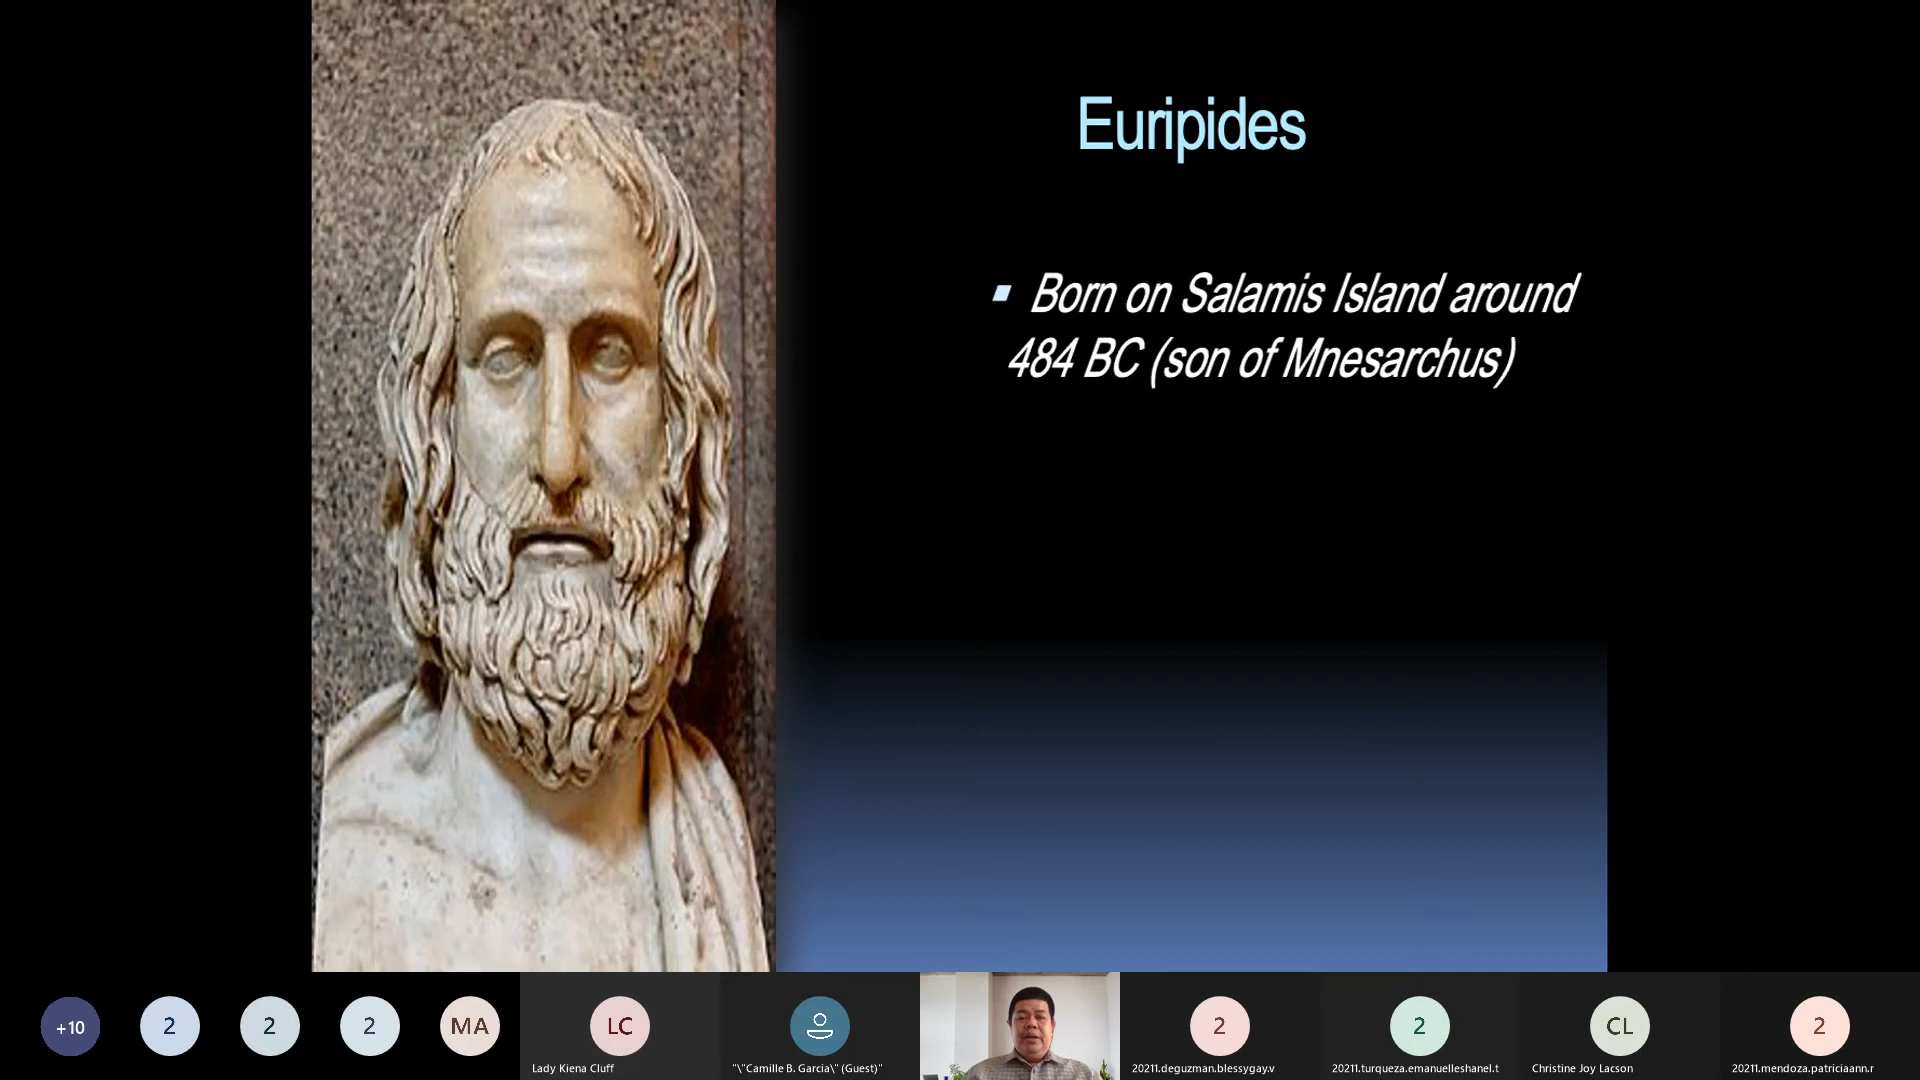 Euripides
▪ Born on Salamis Island around
484 BC (son of Mnesarchus)
+10
2
2
2
MA
LC
2
2
CL
2
Lady Kiena Cluff
"\"Camille B. Garcia\" (Guest)"
20211.deguzman.blessygay.v
20211.turqueza.emanuelleshanel.t
Christine Joy Lacson
20211.mendoza.patriciaann.r